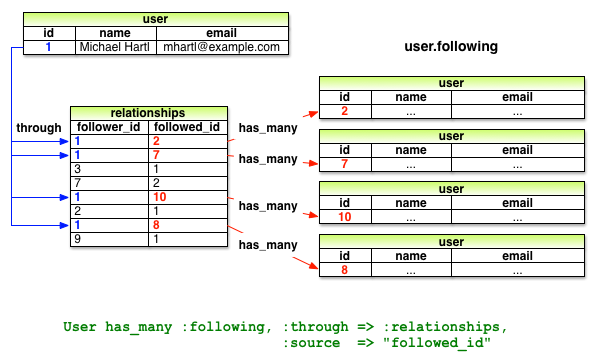 user
id name email
1 Michael Hartl mhartl@example.com
user.following
through
relationships
follower_id followed_id
1 2
1 7
3 1
7 2
1 10
2 1
1 8
9 1
has_many
has_many
has_many
has_many
user
id name email
2 ... ...
user
id name email
7 ... ...
user
id name email
10 ... ...
user
id name email
8 ... ...
User has_many :following, :through => :relationships,
:source => "followed_id"